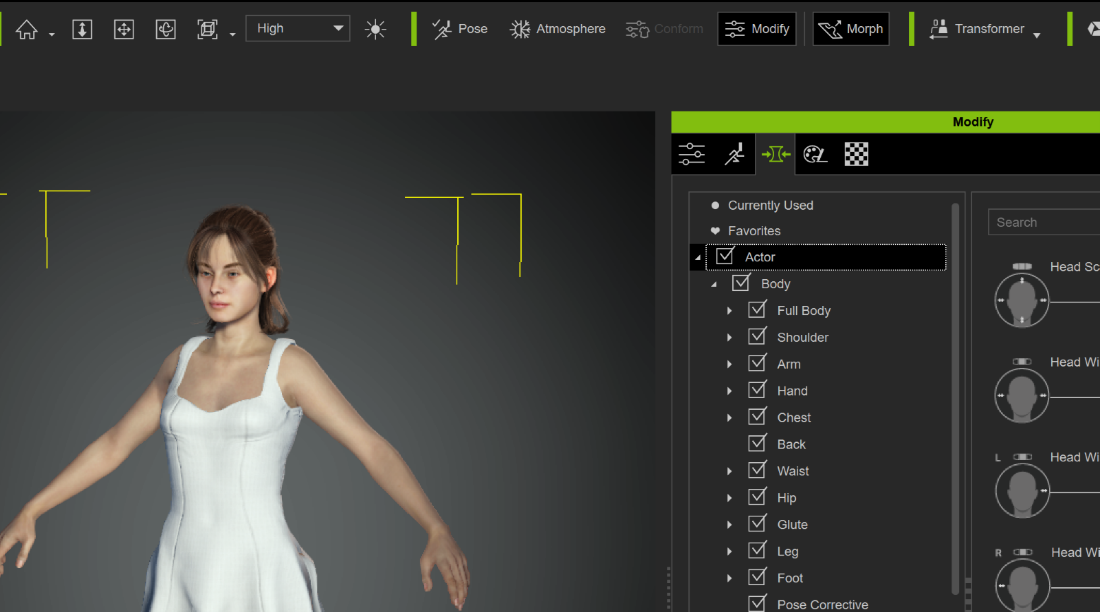 High
Pose
Atmosphere
Conform
Modify
Morph
Transformer
Modify
Currently Used
Favorites
Actor
Body
Full Body
Shoulder
Arm
Hand
Chest
Back
Waist
Hip
Glute
Leg
Foot
Pose Corrective
Search
Head Sc
Head Wi
L
Head Wi
R
Head Wi